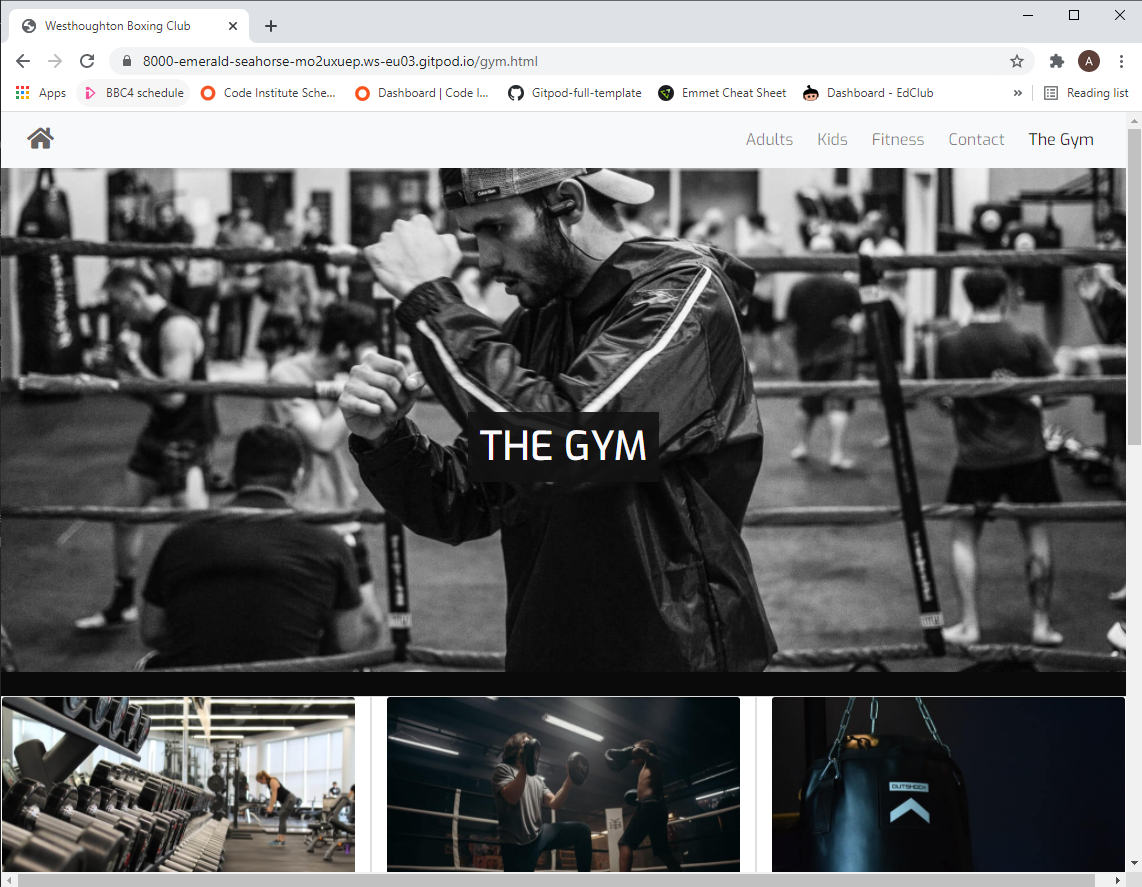 Westhoughton Boxing Club
8000-emerald-seahorse-mo2uxuep.ws-eu03.gitpod.io/gym.html
A
Apps
BBC4 schedule
Code Institute Sche...
Dashboard | Code I...
Gitpod-full-template
Emmet Cheat Sheet
Dashboard - EdClub
»
Reading list
Adults
Kids
Fitness
Contact
The Gym
Calvin Klein
THE GYM
OUTSHOCK